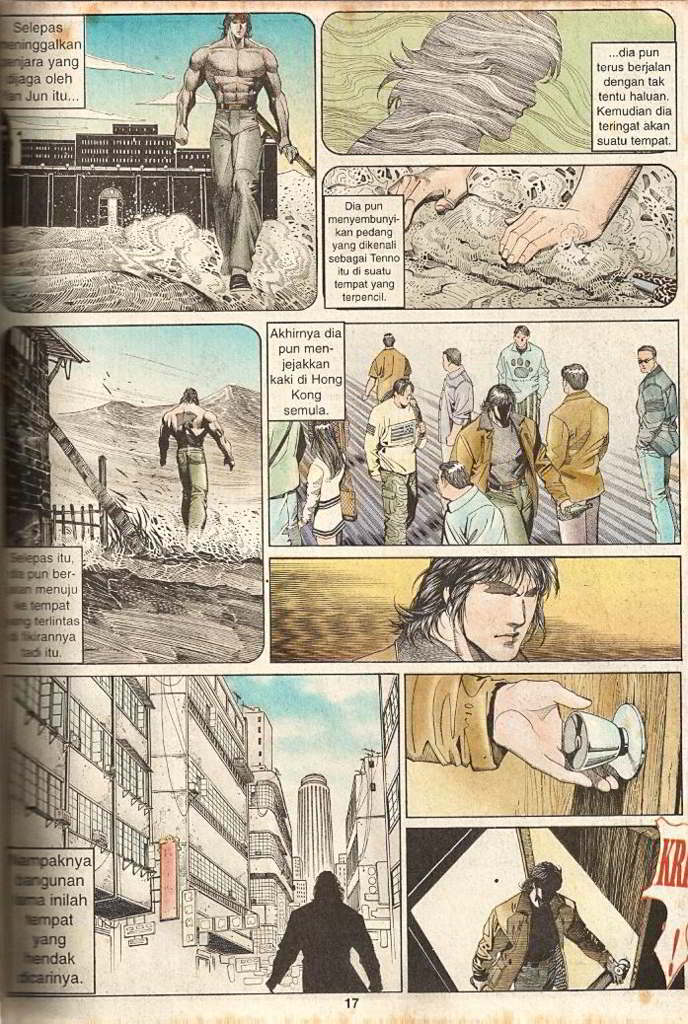 Selepas
meninggalkan
penjara yang
dijaga oleh
Jun itu...
...dia pun
terus berjalan
dengan tak
tentu haluan.
Kemudian dia
teringat akan
suatu tempat.
Dia pun
menyembunyi-
kan pedang
yang dikenali
sebagai Tenno
itu di suatu
tempat yang
terpencil.
Selepas itu,
dia pun ber-
jalan menuju
ke tempat
yang terlintas
di fikirannya
tadi itu.
Akhirnya dia
pun men-
jejakkan
kaki di Hong
Kong
semula.
Nampaknya
bangunan
lama inilah
tempat
yang
hendak
dicarinya.
KRA
!
17